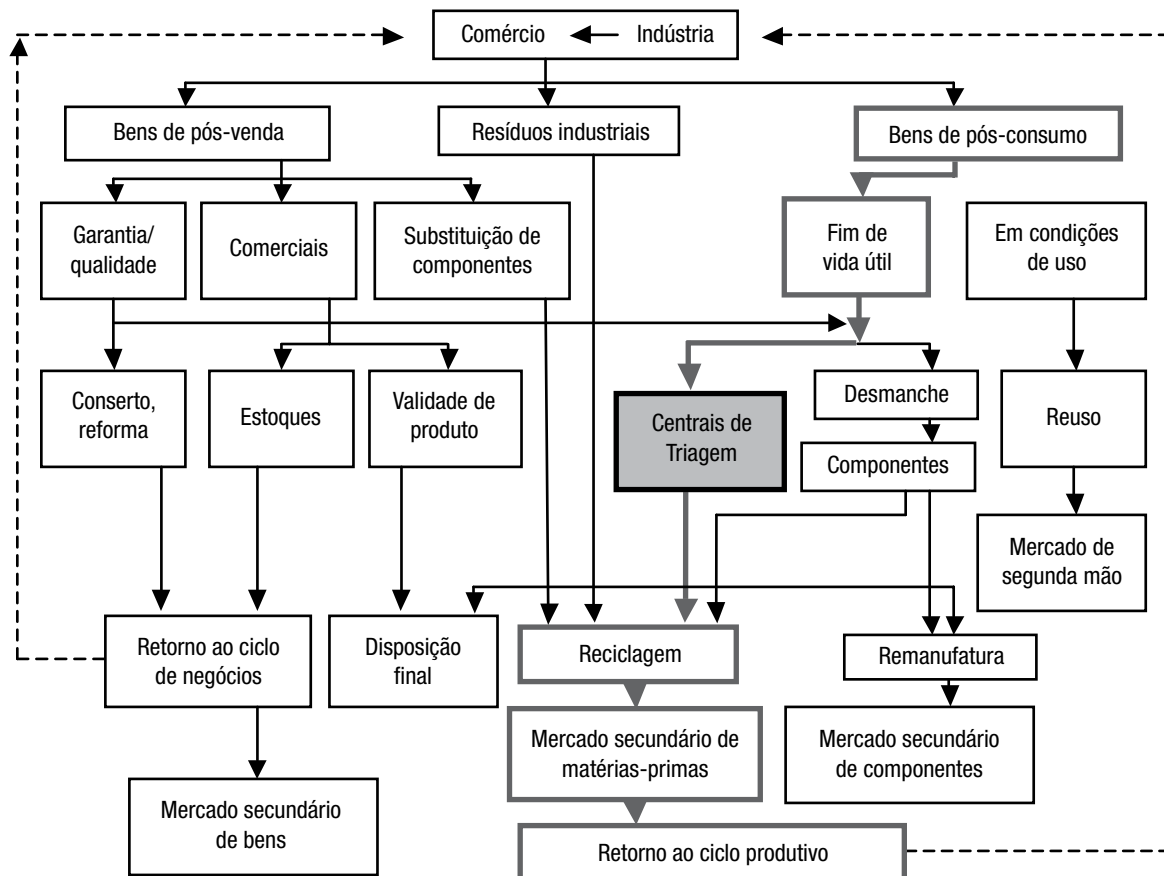 Comércio
Indústria
Bens de pós-venda
Resíduos industriais
Bens de pós-consumo
Garantia/
qualidade
Comerciais
Substituição de
componentes
Fim de
vida útil
Em condições
de uso
Conserto,
reforma
Estoques
Validade de
produto
Centrais de
Triagem
Desmanche
Componentes
Reuso
Mercado de
segunda mão
Retorno ao ciclo
de negócios
Disposição
final
Reciclagem
Remanufatura
Mercado secundário de
matérias-primas
Mercado secundário
de componentes
Mercado secundário
de bens
Retorno ao ciclo produtivo